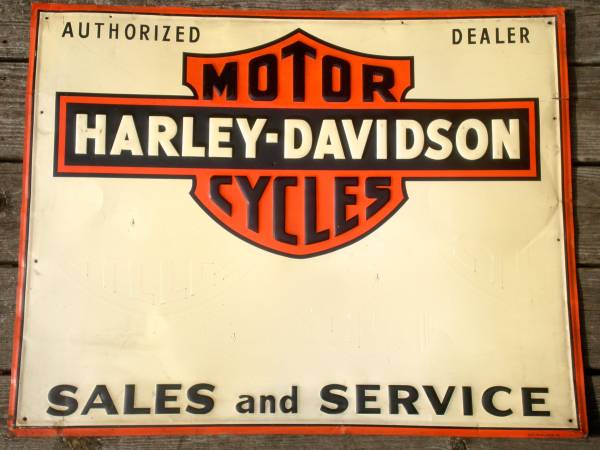 AUTHORIZED DEALER
MOTOR
HARLEY-DAVIDSON
CYCLES
SALES and SERVICE